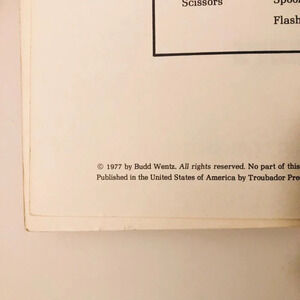 Scissors Spoo
Flash
© 1977 by Budd Wentz. All rights reserved. No part of this
Published in the United States of America by Troubador Pre